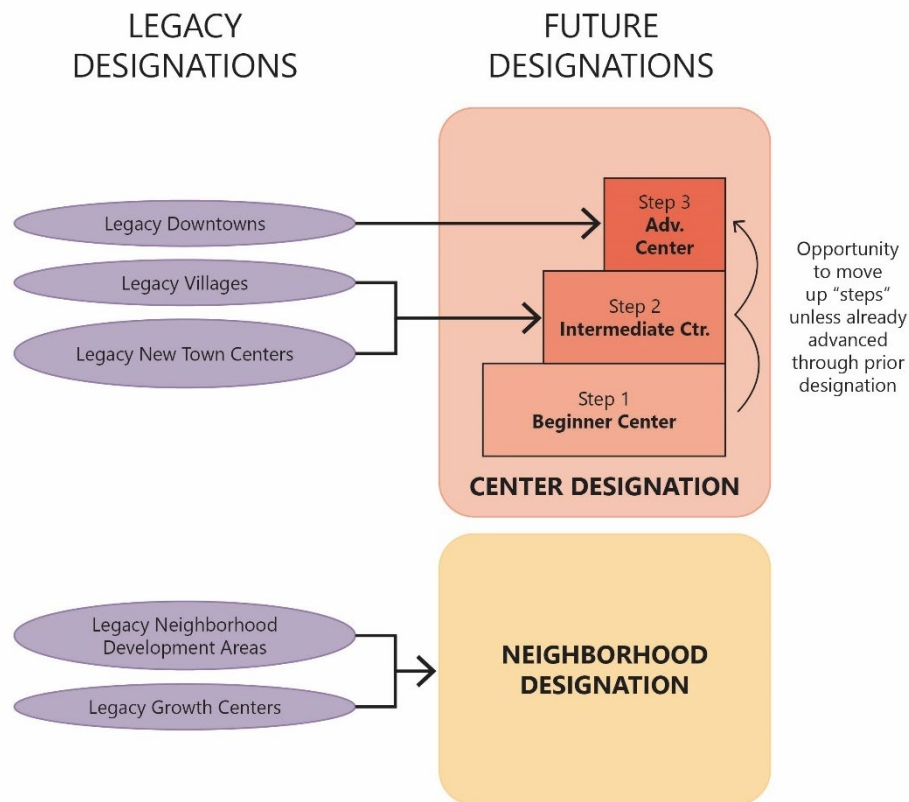 LEGACY
DESIGNATIONS
FUTURE
DESIGNATIONS
Legacy Downtowns
Legacy Villages
Legacy New Town Centers
Step 3
Adv.
Center
Step 2
Intermediate Ctr.
Step 1
Beginner Center
CENTER DESIGNATION
Opportunity
to move
up “steps“
unless already
advanced
through prior
designation
Legacy Neighborhood
Development Areas
Legacy Growth Centers
NEIGHBORHOOD
DESIGNATION